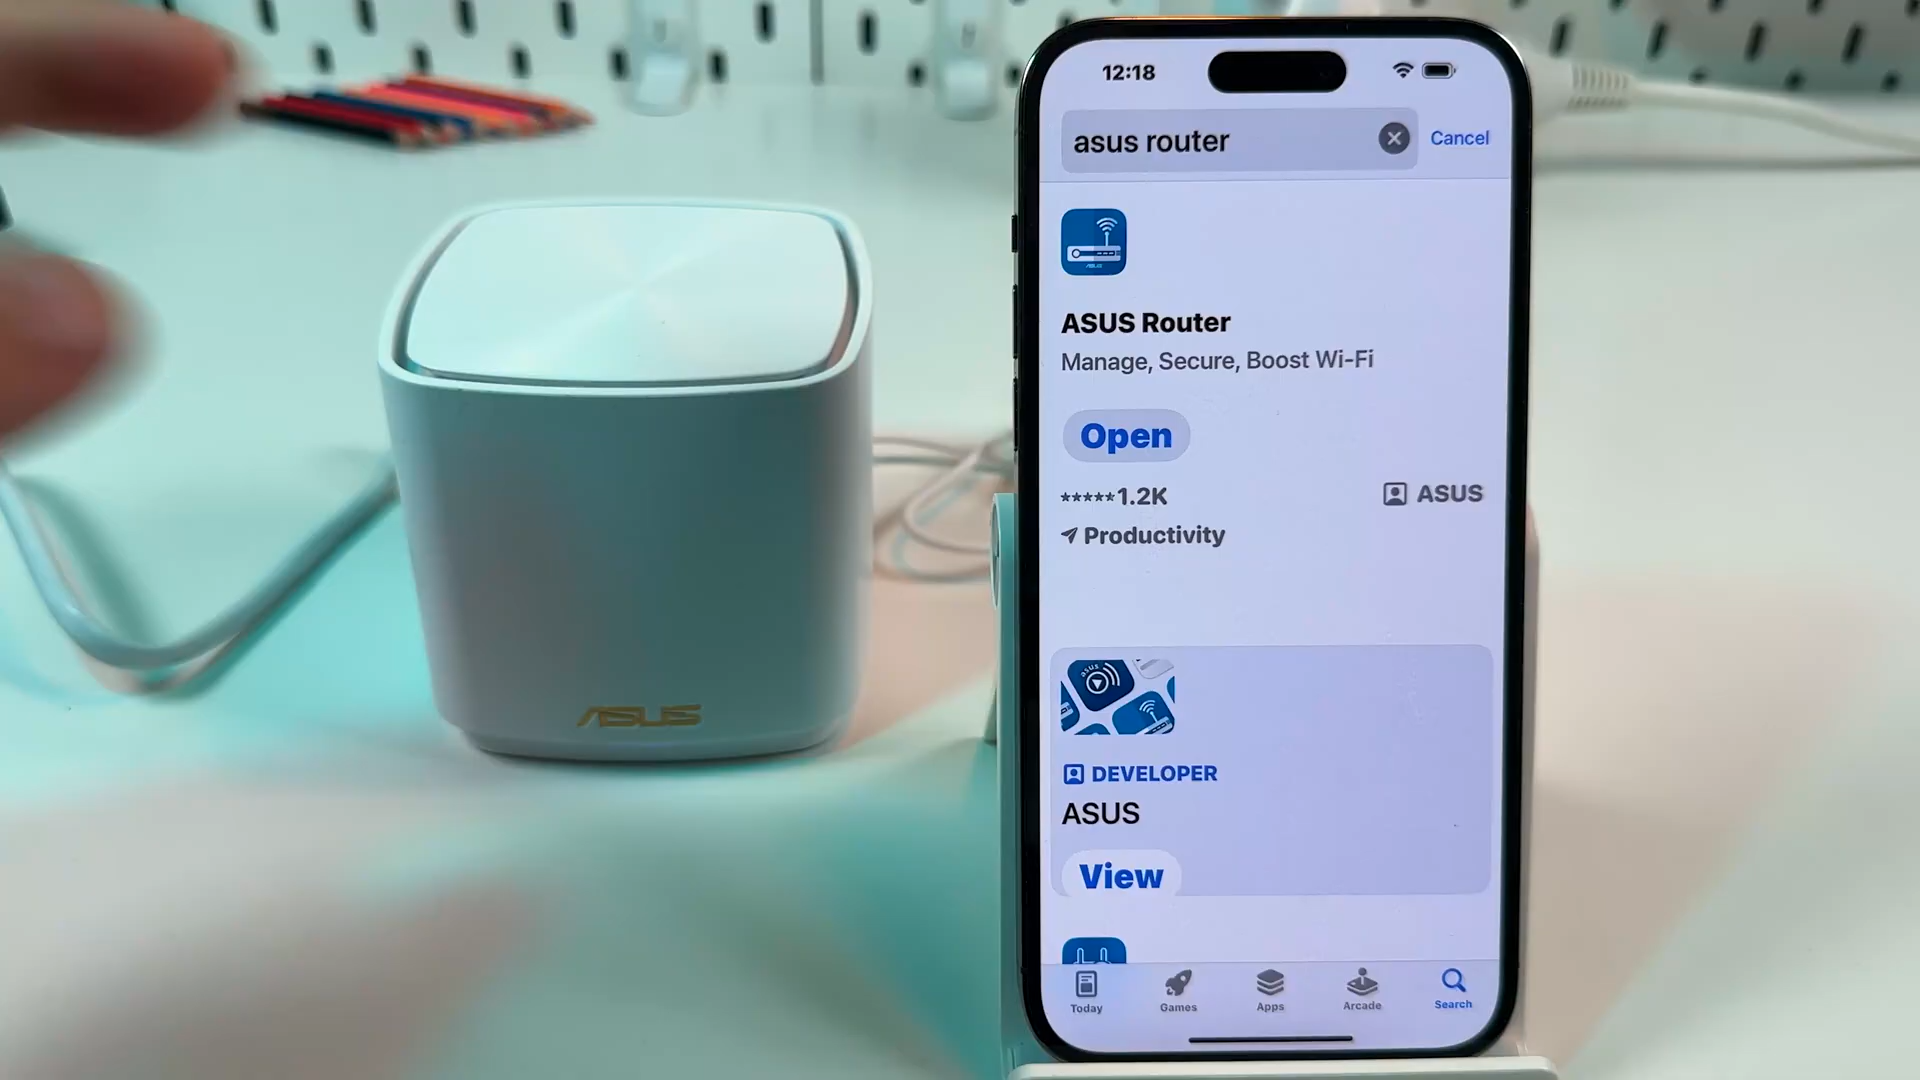 12:18
asus router
Cancel
ASUS Router
Manage, Secure, Boost Wi-Fi
Open
*****1.2K
ASUS
Productivity
DEVELOPER
ASUS
View
Today
Games
Apps
Arcade
Search
ASUS